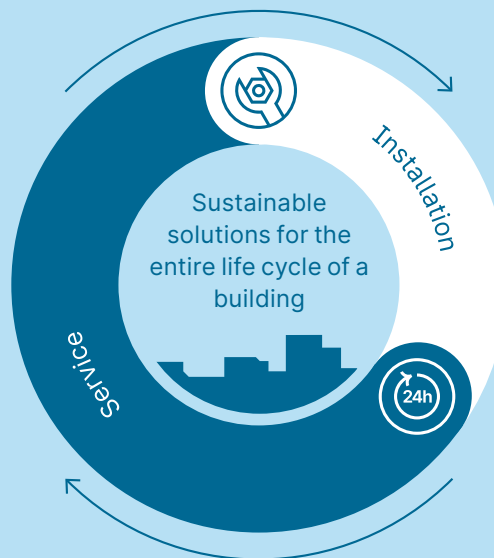 Installation
Sustainable
solutions for the
entire life cycle of a
building
Service
24h